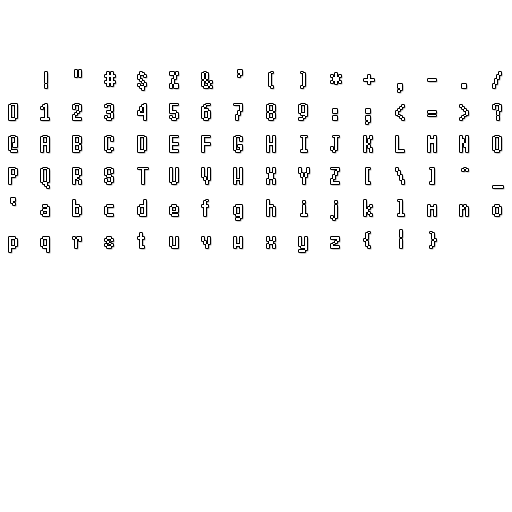 ! " # $ % & ' ( ) * + , - . /
0 1 2 3 4 5 6 7 8 9 : ; < = > ?
@ A B C D E F G H I J K L M N O
P Q R S T U V W X Y Z [ \ ] ^ _
` a b c d e f g h i j k l m n o
p q r s t u v w x y z { | }